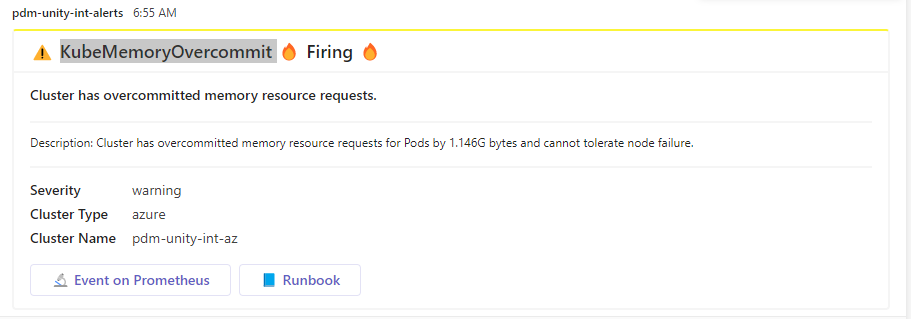 pdm-unity-int-alerts 6:55 AM
KubeMemoryOvercommit Firing
Cluster has overcommitted memory resource requests.
Description: Cluster has overcommitted memory resource requests for Pods by 1.146G bytes and cannot tolerate node failure.
Severity warning
Cluster Type azure
Cluster Name pdm-unity-int-az
Event on Prometheus Runbook